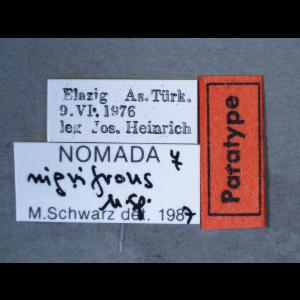 Elazig As.Türk.
9.VI.1976
leg Jos. Heinrich
NOMADA ♀
nigrifrons
n.sp.
M.Schwarz det. 1987
Paratype